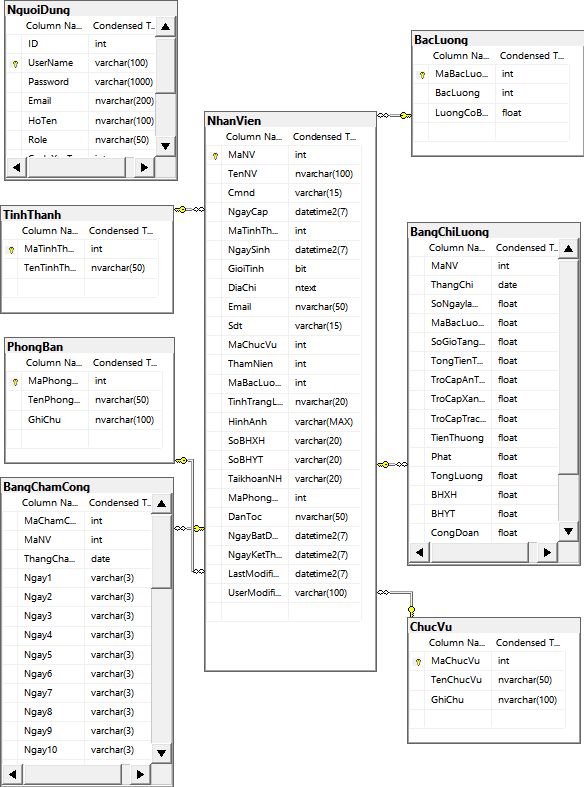 NguoiDung
Column Na... Condensed T...
ID int
UserName varchar(100)
Password varchar(1000)
Email nvarchar(200)
HoTen nvarchar(100)
Role nvarchar(50)
TinhThanh
Column Na... Condensed T...
MaTinhTh... int
TenTinhTh... nvarchar(50)
PhongBan
Column Na... Condensed T...
MaPhong... int
TenPhong... nvarchar(50)
GhiChu nvarchar(100)
BangChamCong
Column Na... Condensed T...
MaChamC... int
MaNV int
ThangCha... date
Ngay1 varchar(3)
Ngay2 varchar(3)
Ngay3 varchar(3)
Ngay4 varchar(3)
Ngay5 varchar(3)
Ngay6 varchar(3)
Ngay7 varchar(3)
Ngay8 varchar(3)
Ngay9 varchar(3)
Ngay10 varchar(3)
NhanVien
Column Na... Condensed T...
MaNV int
TenNV nvarchar(100)
Cmnd varchar(15)
NgayCap datetime2(7)
MaTinhTh... int
NgaySinh datetime2(7)
GioiTinh bit
DiaChi ntext
Email nvarchar(50)
Sdt varchar(15)
MaChucVu int
ThamNien int
MaBacLuo... int
TinhTrangL... nvarchar(20)
HinhAnh varchar(MAX)
SoBHXH varchar(20)
SoBHYT varchar(20)
TaikhoanNH varchar(20)
MaPhong... int
DanToc nvarchar(50)
NgayBatD... datetime2(7)
NgayKetTh... datetime2(7)
LastModifi... datetime2(7)
UserModifi... varchar(100)
BacLuong
Column Na... Condensed T...
MaBacLuo... int
BacLuong int
LuongCoB... float
BangChiLuong
Column Na... Condensed T...
MaNV int
ThangChi date
SoNgayla... float
MaBacLuo... float
SoGioTang... float
TongTienT... float
TroCapAnT... float
TroCapXan... float
TroCapTrac... float
TienThuong float
Phat float
TongLuong float
BHXH float
BHYT float
CongDoan float
ChucVu
Column Na... Condensed T...
MaChucVu int
TenChucVu nvarchar(50)
GhiChu nvarchar(100)